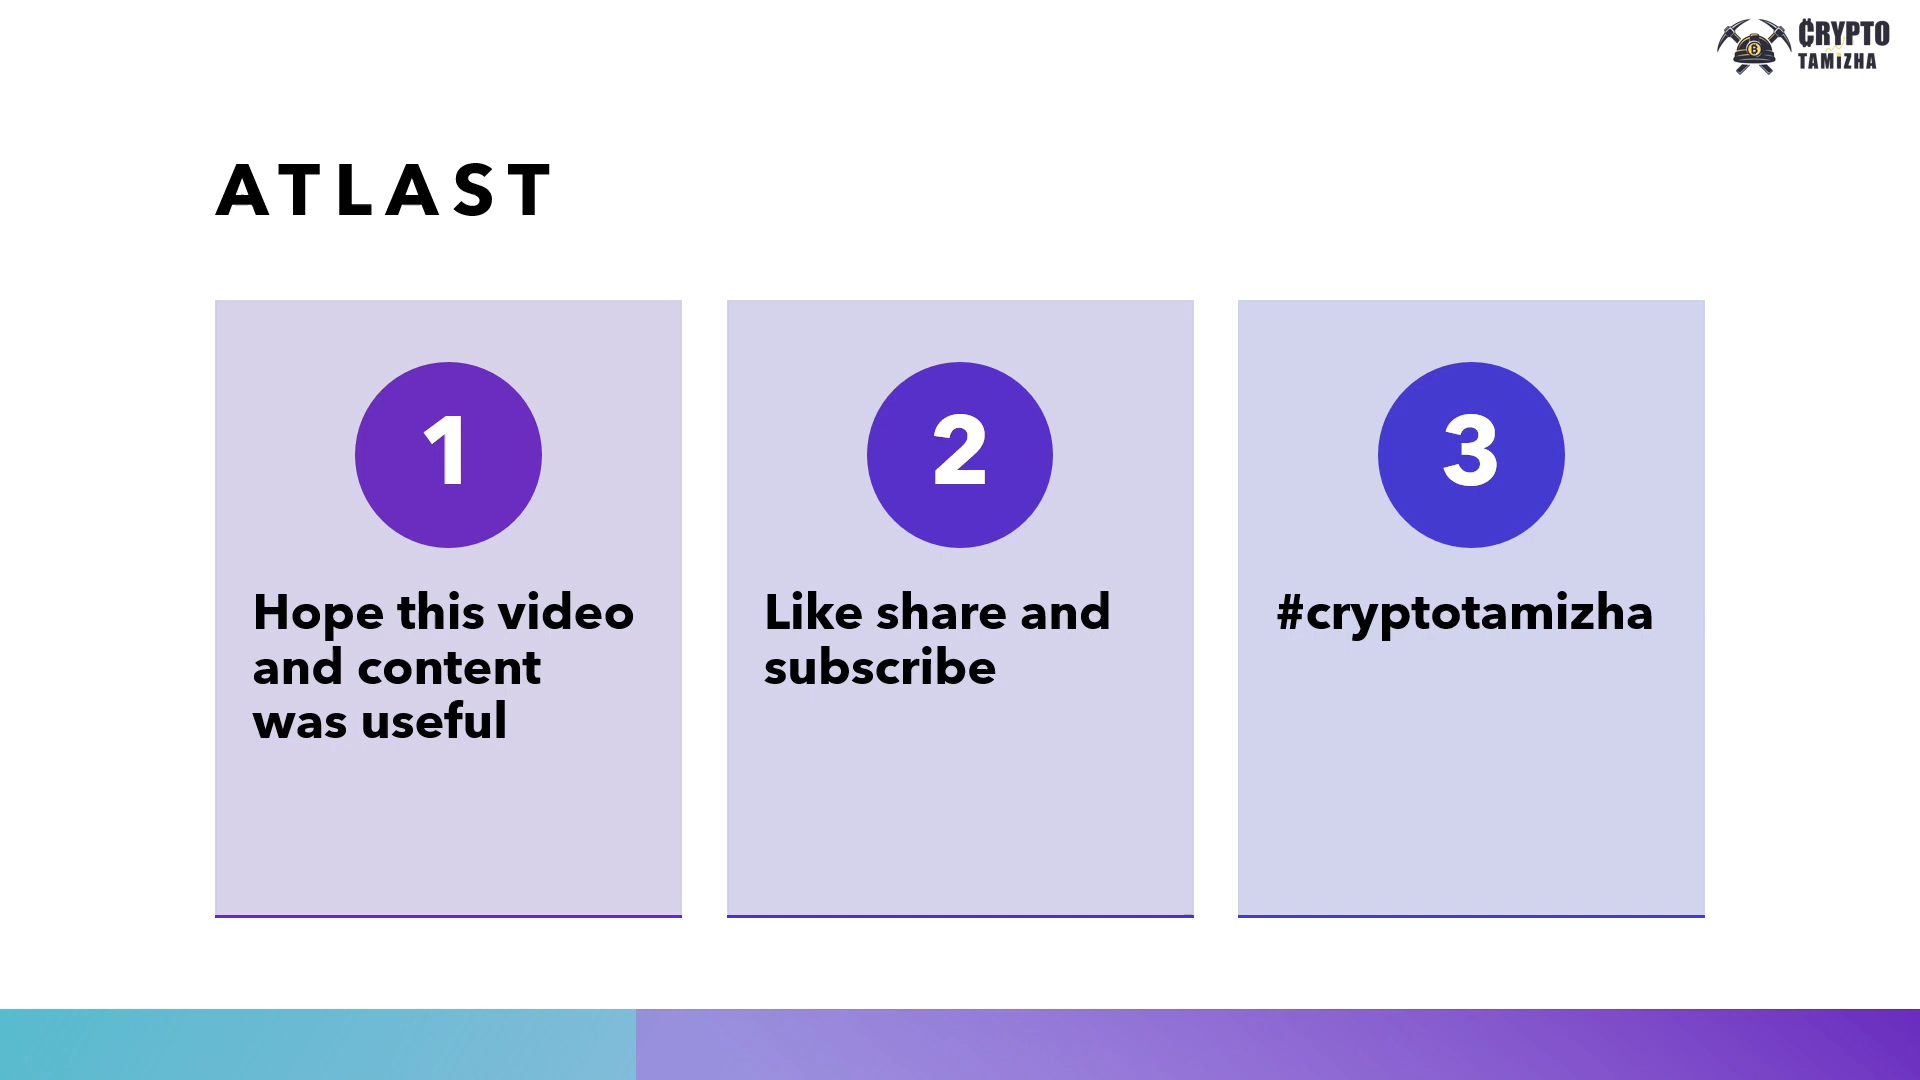 CRYPTO
TAMIZHA
ATLAST
1
Hope this video
and content
was useful
2
Like share and
subscribe
3
#cryptotamizha